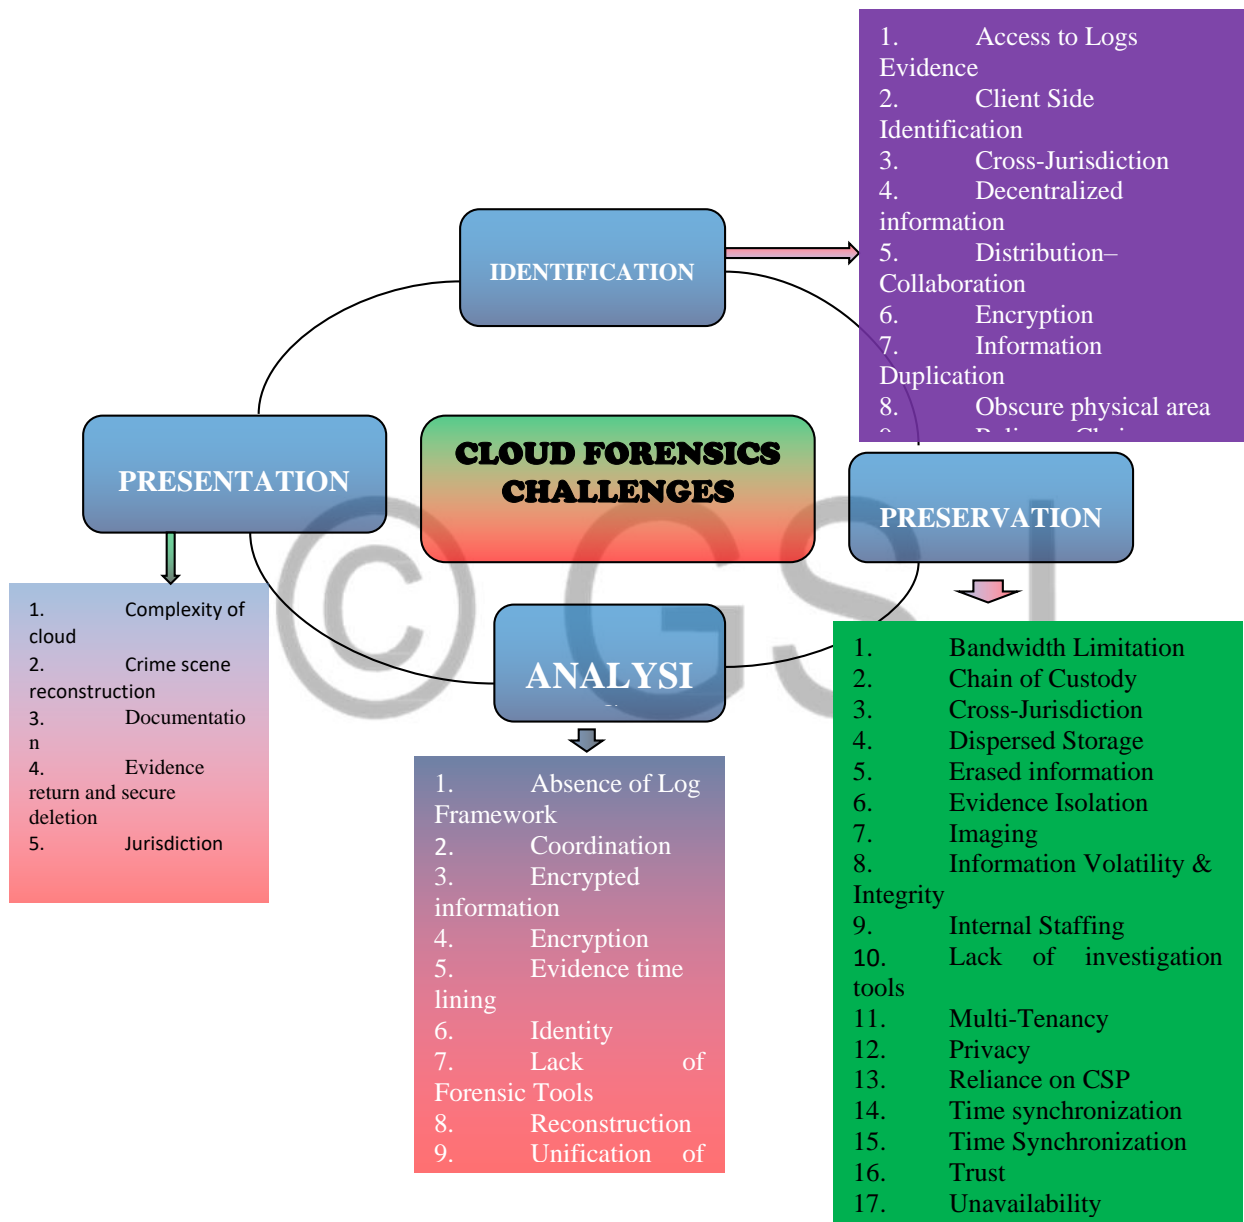 1. Access to Logs
Evidence
2. Client Side
Identification
3. Cross-Jurisdiction
4. Decentralized
information
5. Distribution–
Collaboration
6. Encryption
7. Information
Duplication
8. Obscure physical area
IDENTIFICATION
PRESENTATION
CLOUD FORENSICS
CHALLENGES
PRESERVATION
ANALYSI
© GSJ
1. Complexity of
cloud
2. Crime scene
reconstruction
3. Documentatio
n
4. Evidence
return and secure
deletion
5. Jurisdiction
1. Absence of Log
Framework
2. Coordination
3. Encrypted
information
4. Encryption
5. Evidence time
lining
6. Identity
7. Lack of
Forensic Tools
8. Reconstruction
9. Unification of
1. Bandwidth Limitation
2. Chain of Custody
3. Cross-Jurisdiction
4. Dispersed Storage
5. Erased information
6. Evidence Isolation
7. Imaging
8. Information Volatility &
Integrity
9. Internal Staffing
10. Lack of investigation
tools
11. Multi-Tenancy
12. Privacy
13. Reliance on CSP
14. Time synchronization
15. Time Synchronization
16. Trust
17. Unavailability